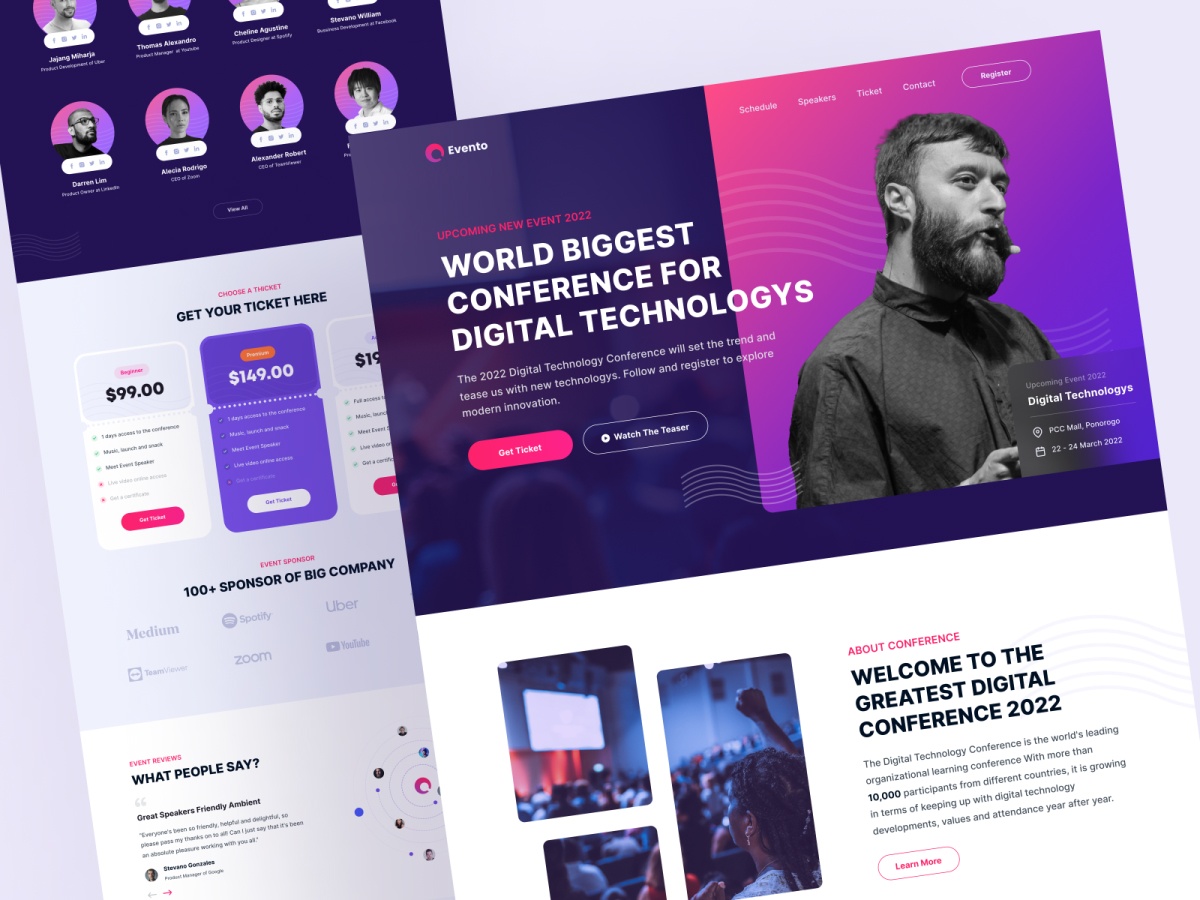 Jajang Miharja
Product Development of Uber
Thomas Alexandro
Product Manager at Youtube
Cheline Agustine
Product Designer at Spotify
Stevano William
Bussiness Development at Facebook
Darren Lim
Product Owner at LinkedIn
Alecia Rodrigo
CEO of Zoom
Alexander Robert
CEO of TeamViewer
View All
CHOOSE A THICKET
GET YOUR TICKET HERE
Beginner
$99.00
1 days access to the conference
Music, launch and snack
Meet Event Speaker
Live video online access
Get a certificate
Get Ticket
Premium
$149.00
1 days access to the conference
Music, launch and snack
Meet Event Speaker
Live video online access
Get a certificate
Get Ticket
$19
Full access to
Music, launch
Meet Event S
Live video on
Get a certific
EVENT SPONSOR
100+ SPONSOR OF BIG COMPANY
Medium
Spotify
Uber
TeamViewer
zoom
YouTube
EVENT REVIEWS
WHAT PEOPLE SAY?
Great Speakers Friendly Ambient
"Everyone's been so friendly, helpful and delightful, so
please pass my thanks on to all! Can I just say that it's been
an absolute pleasure working with you all."
Stevano Gonzales
Product Manager of Google
Evento
Schedule
Speakers
Ticket
Contact
Register
UPCOMING NEW EVENT 2022
WORLD BIGGEST
CONFERENCE FOR
DIGITAL TECHNOLOGYS
The 2022 Digital Technology Conference will set the trend and
tease us with new technologys. Follow and register to explore
modern innovation.
Get Ticket
Watch The Teaser
Upcoming Event 2022
Digital Technologys
PCC Mall, Ponorogo
22 - 24 March 2022
ABOUT CONFERENCE
WELCOME TO THE
GREATEST DIGITAL
CONFERENCE 2022
The Digital Technology Conference is the world's leading
organizational learning conference With more than
10,000 participants from different countries, it is growing
in terms of keeping up with digital technology
developments, values and attendance year after year.
Learn More